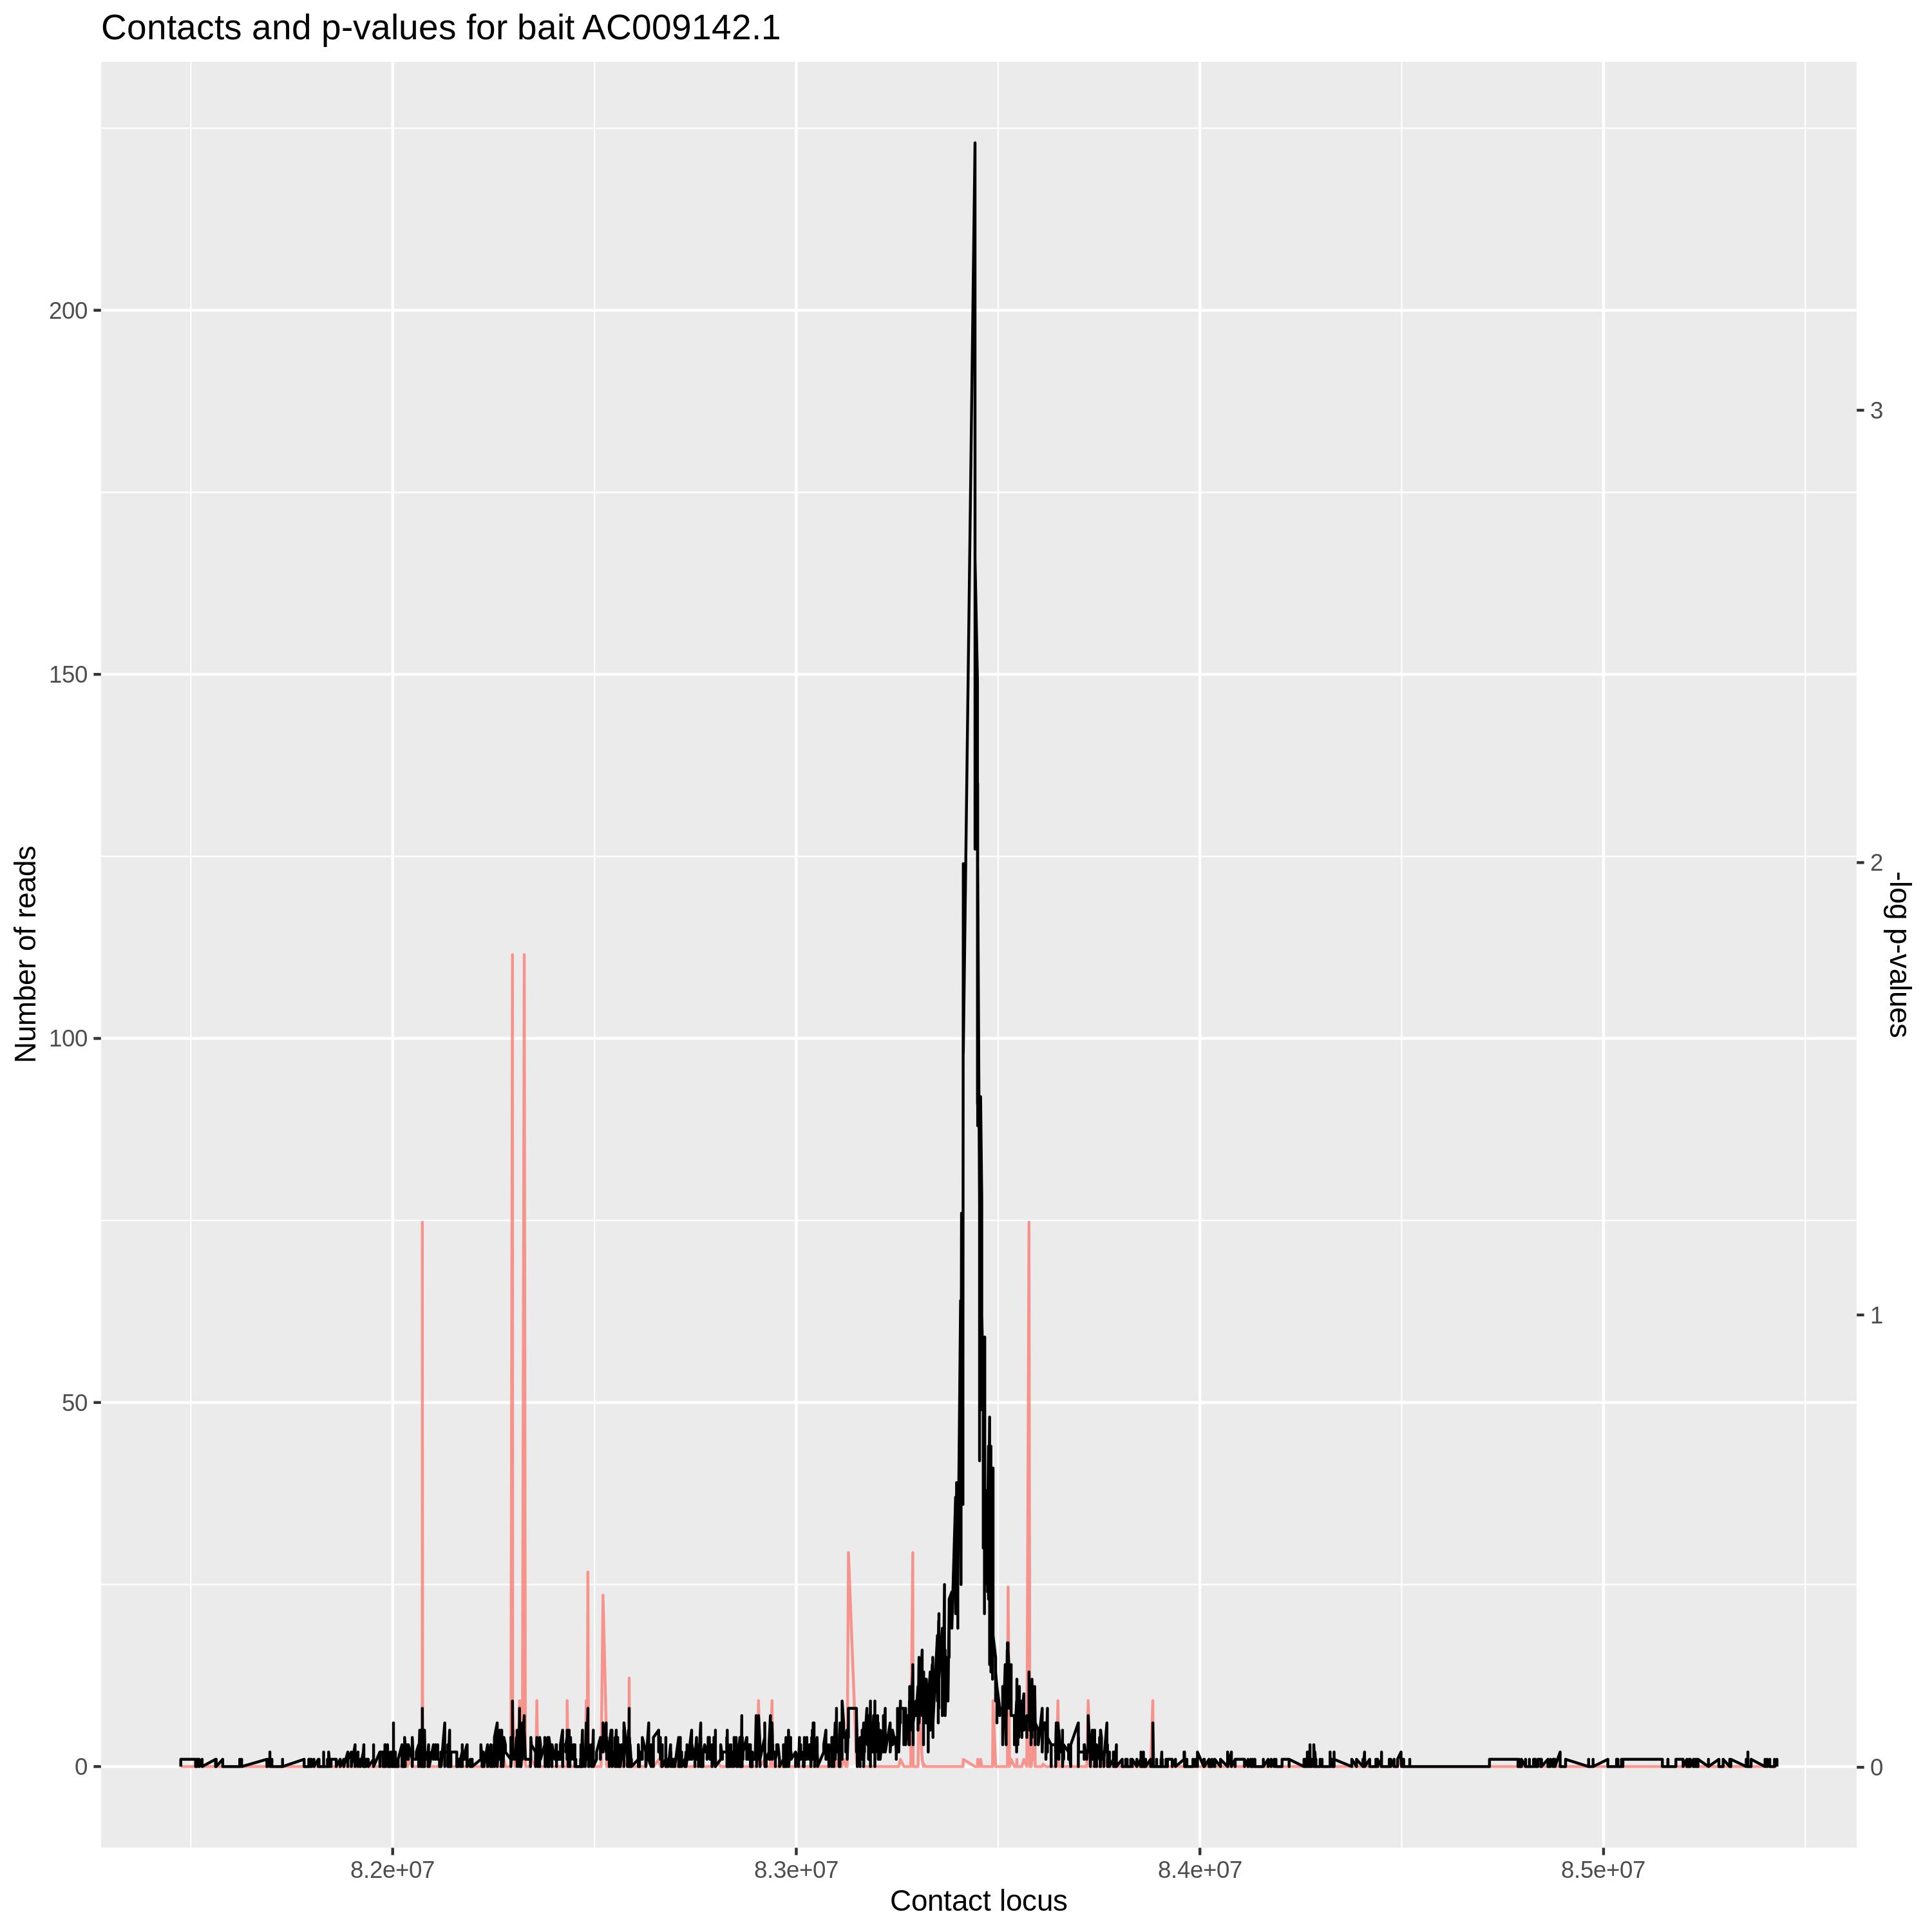 Contacts and p-values for bait AC009142.1
Number of reads
200
150
100
50
0
3
2
1
0
-log p-values
8.2e+07
8.3e+07
8.4e+07
8.5e+07
Contact locus